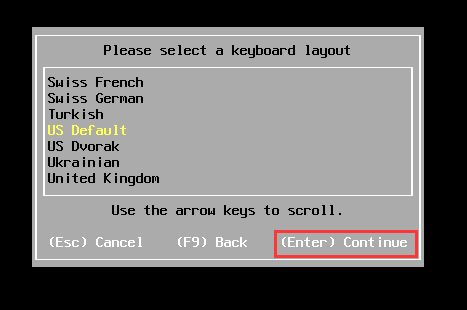 Please select a keyboard layout
Swiss French
Swiss German
Turkish
US Default
US Dvorak
Ukrainian
United Kingdom
Use the arrow keys to scroll.
(Esc) Cancel (F9) Back (Enter) Continue